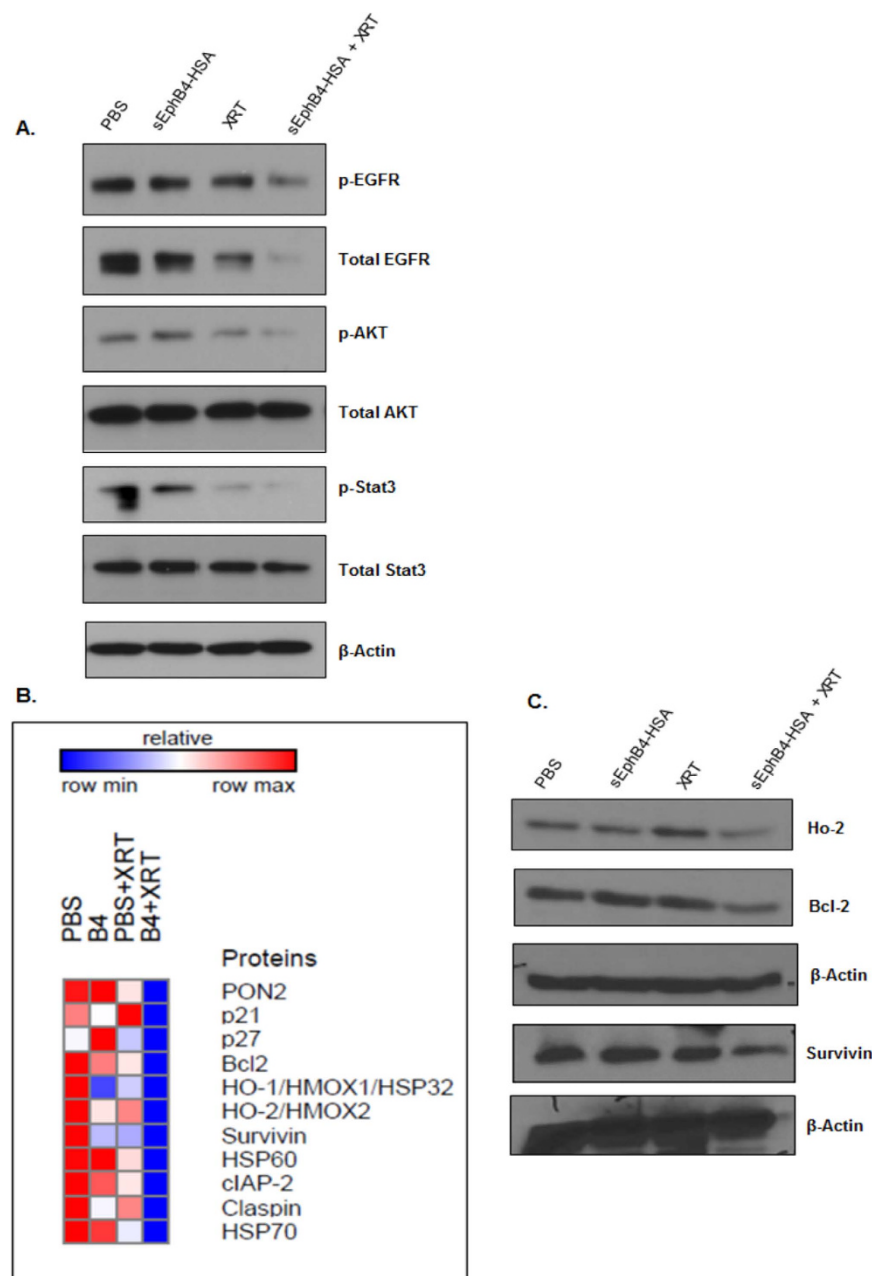 A.
PBS
sEphB4-HSA
XRT
sEphB4-HSA + XRT
p-EGFR
Total EGFR
p-AKT
Total AKT
p-Stat3
Total Stat3
β-Actin
B.
relative
row min row max
PBS
B4
PBS+XRT
B4+XRT
Proteins
PON2
p21
p27
Bcl2
HO-1/HMOX1/HSP32
HO-2/HMOX2
Survivin
HSP60
cIAP-2
Claspin
HSP70
C.
PBS
sEphB4-HSA
XRT
sEphB4-HSA + XRT
Ho-2
Bcl-2
β-Actin
Survivin
β-Actin